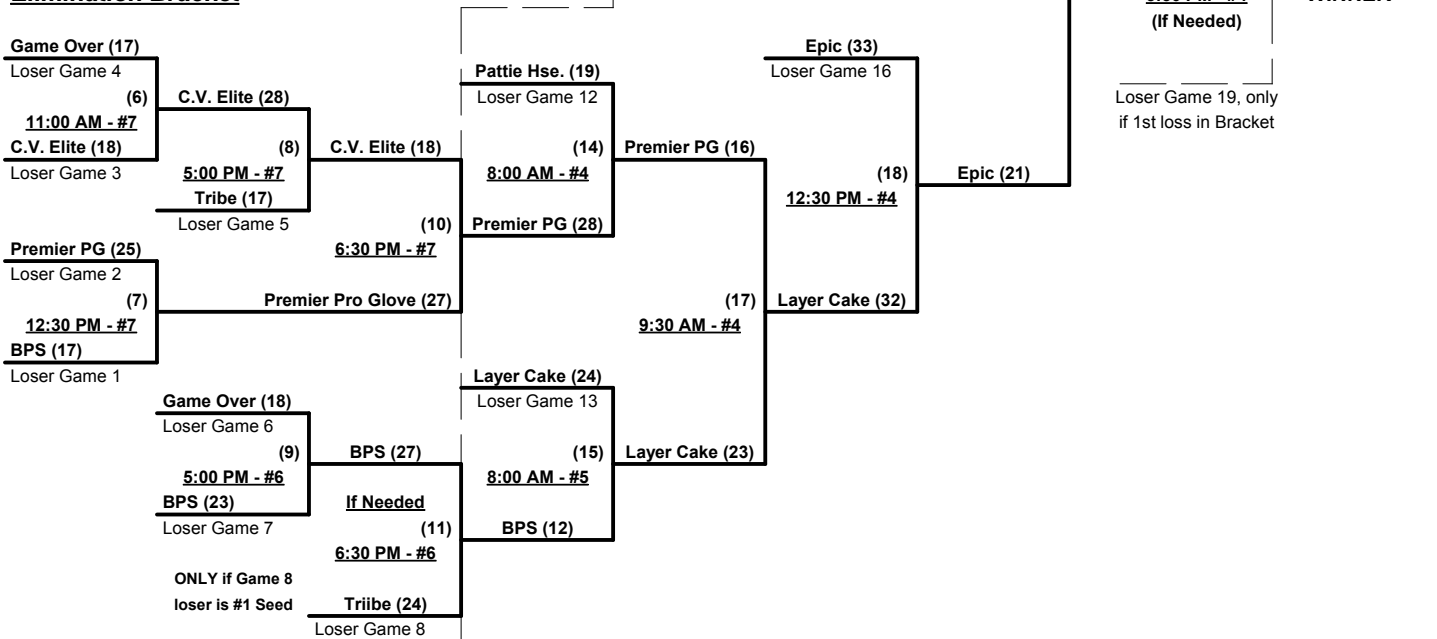 Game Over (17)
Loser Game 4
(6)
11:00 AM - #7
C.V. Elite (18)
Loser Game 3
C.V. Elite (28)
(8)
5:00 PM - #7
Tribe (17)
Loser Game 5
C.V. Elite (18)
(10)
6:30 PM - #7
Premier PG (25)
Loser Game 2
(7)
12:30 PM - #7
BPS (17)
Loser Game 1
Premier Pro Glove (27)
Game Over (18)
Loser Game 6
(9)
5:00 PM - #6
BPS (23)
Loser Game 7
BPS (27)
If Needed
(11)
6:30 PM - #6
ONLY if Game 8
loser is #1 Seed
Triibe (24)
Loser Game 8
Pattie Hse. (19)
Loser Game 12
(14)
8:00 AM - #4
Premier PG (28)
Premier PG (16)
Layer Cake (24)
Loser Game 13
(15)
8:00 AM - #5
BPS (12)
Layer Cake (23)
(17)
9:30 AM - #4
Epic (33)
Loser Game 16
(18)
12:30 PM - #4
Layer Cake (32)
Epic (21)
(If Needed)
Loser Game 19, only
if 1st loss in Bracket